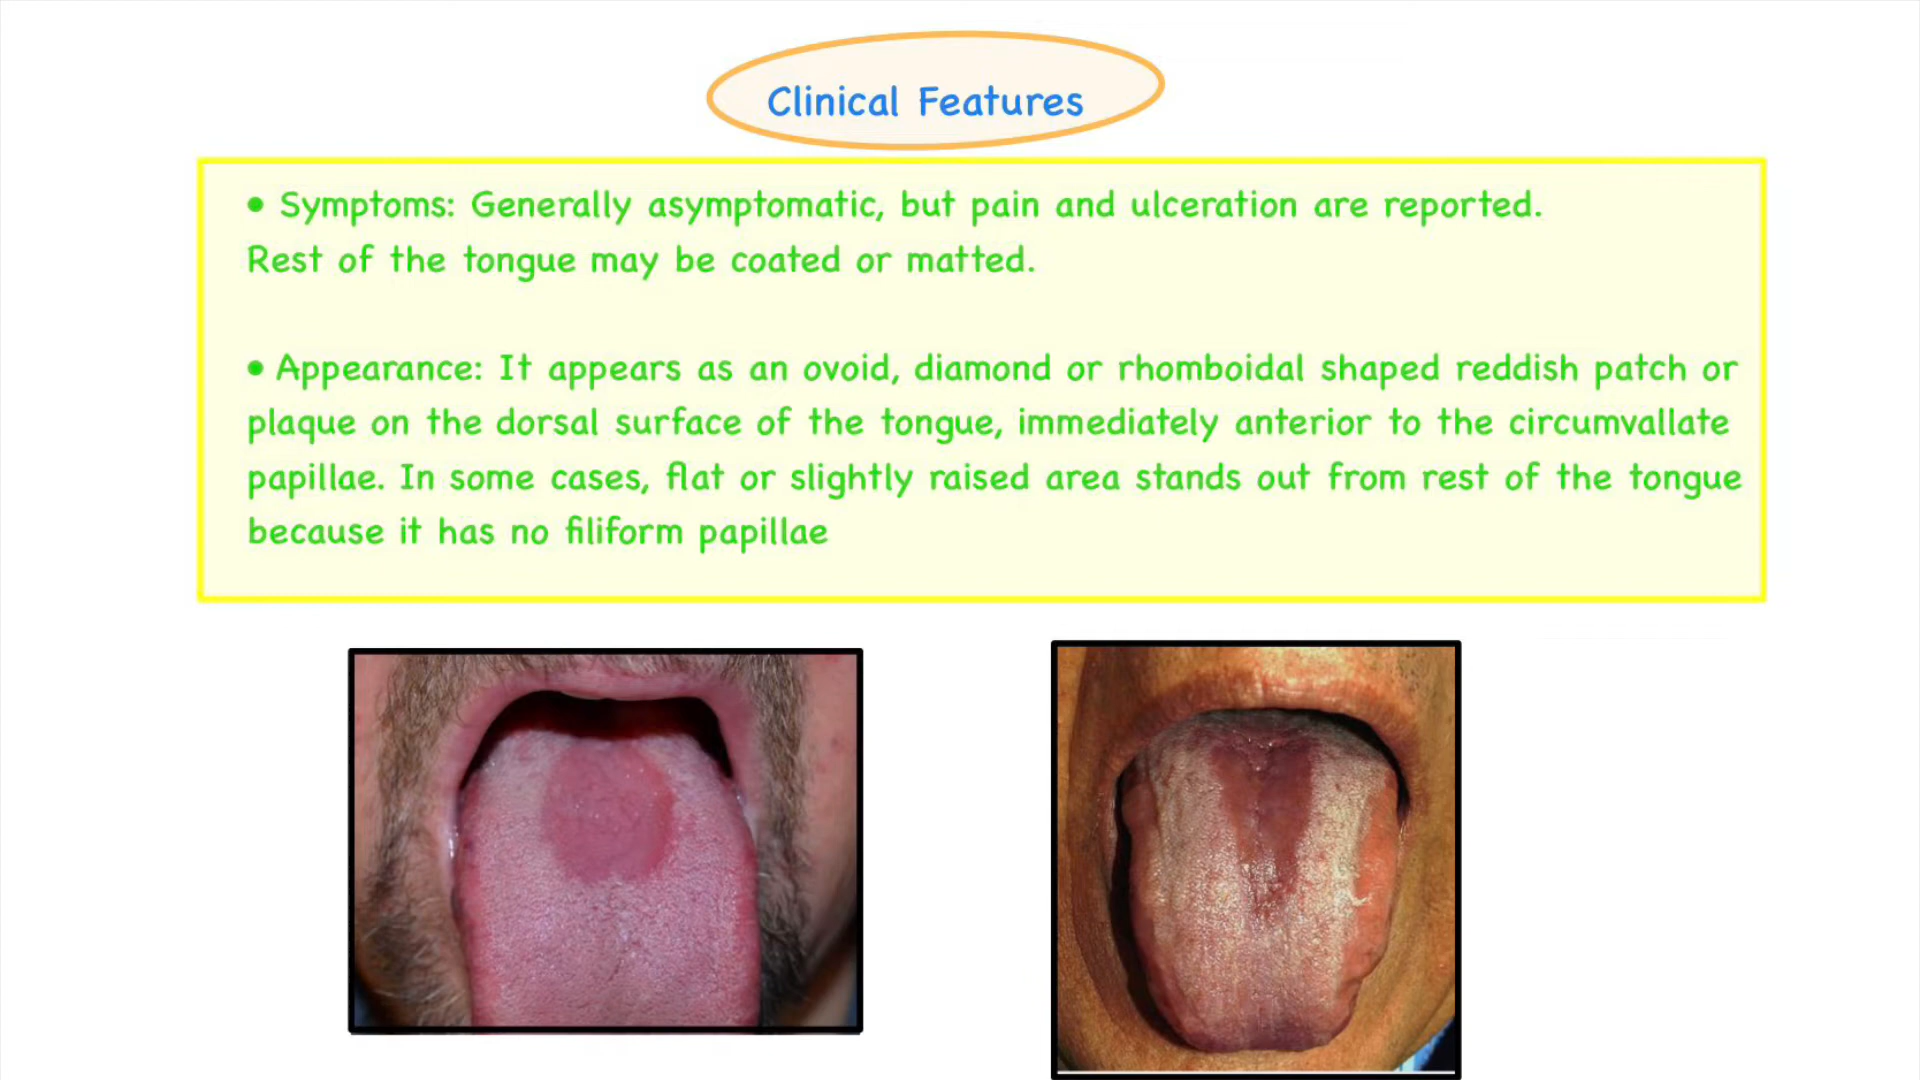 Clinical Features
• Symptoms: Generally asymptomatic, but pain and ulceration are reported.
Rest of the tongue may be coated or matted.
• Appearance: It appears as an ovoid, diamond or rhomboidal shaped reddish patch or
plaque on the dorsal surface of the tongue, immediately anterior to the circumvallate
papillae. In some cases, flat or slightly raised area stands out from rest of the tongue
because it has no filiform papillae